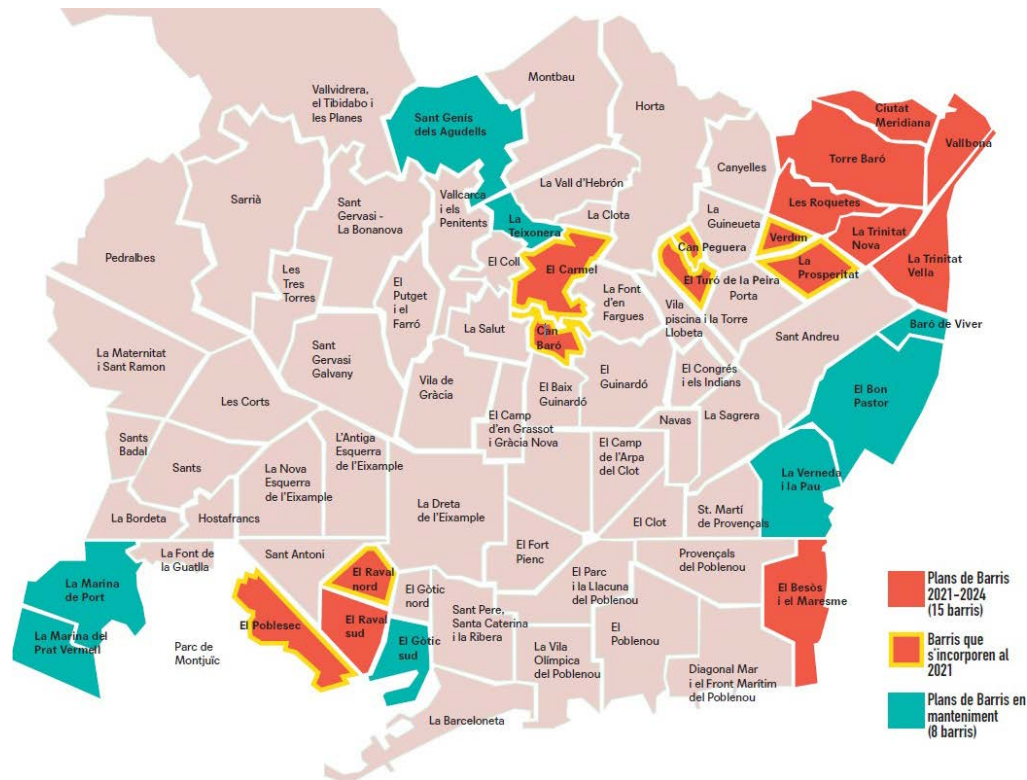 Vallvidrera,
el Tibidabo i
les Planes
Sant Genís
dels Agudells
Montbau
Horta
Ciutat
Meridiana
Vallbona
Torre Baró
Canyelles
Sarrià
Sant
Gervasi -
La Bonanova
Vallcarca
i els
Penitents
La Vall d'Hebrón
La Clota
La
Teixonera
La
Guineueta
Les Roquetes
Verdun
La Trinitat
Nova
La Trinitat
Vella
Pedralbes
Les
Tres
Torres
El
Putget
i el
Farró
El Coll
El Carmel
Can Peguera
El Turó de la Peira
La
Prosperitat
La Font
d'en
Fargues
Vila
piscina i la Torre
Llobeta
Porta
Sant Andreu
Baró de Viver
La Maternitat
i Sant Ramon
Sant
Gervasi
Galvany
La Salut
Can
Baró
Les Corts
Vila de
Gràcia
El Camp
d'en Grassot
i Gràcia Nova
El Baix
Guinardó
El
Guinardó
El Congrés
i els Indians
El Bon
Pastor
Sants
Badal
Sants
La Nova
Esquerra
de l'Eixample
L'Antiga
Esquerra
de l'Eixample
El Camp
de l'Arpa
del Clot
Navas
La Sagrera
La Verneda
i la Pau
La Bordeta
Hostafrancs
La Dreta
de l'Eixample
El Clot
St. Martí
de Provençals
La Font de
la Guatlla
Sant Antoni
El Fort
Pienc
Provençals
del Poblenou
La Marina
de Port
El Raval
nord
El Gòtic
nord
El Parc
i la Llacuna
del Poblenou
El Besòs
i el Maresme
La Marina del
Prat Vermell
Parc de
Montjuïc
El Poblesec
El Raval
sud
El Gòtic
sud
Sant Pere,
Santa Caterina
i la Ribera
La Vila
Olímpica
del Poblenou
El
Poblenou
Diagonal Mar
i el Front Marítim
del Poblenou
La Barceloneta
Plans de Barris
2021-2024
(15 barris)
Barris que
s'incorporen al
2021
Plans de Barris en
manteniment
(8 barris)